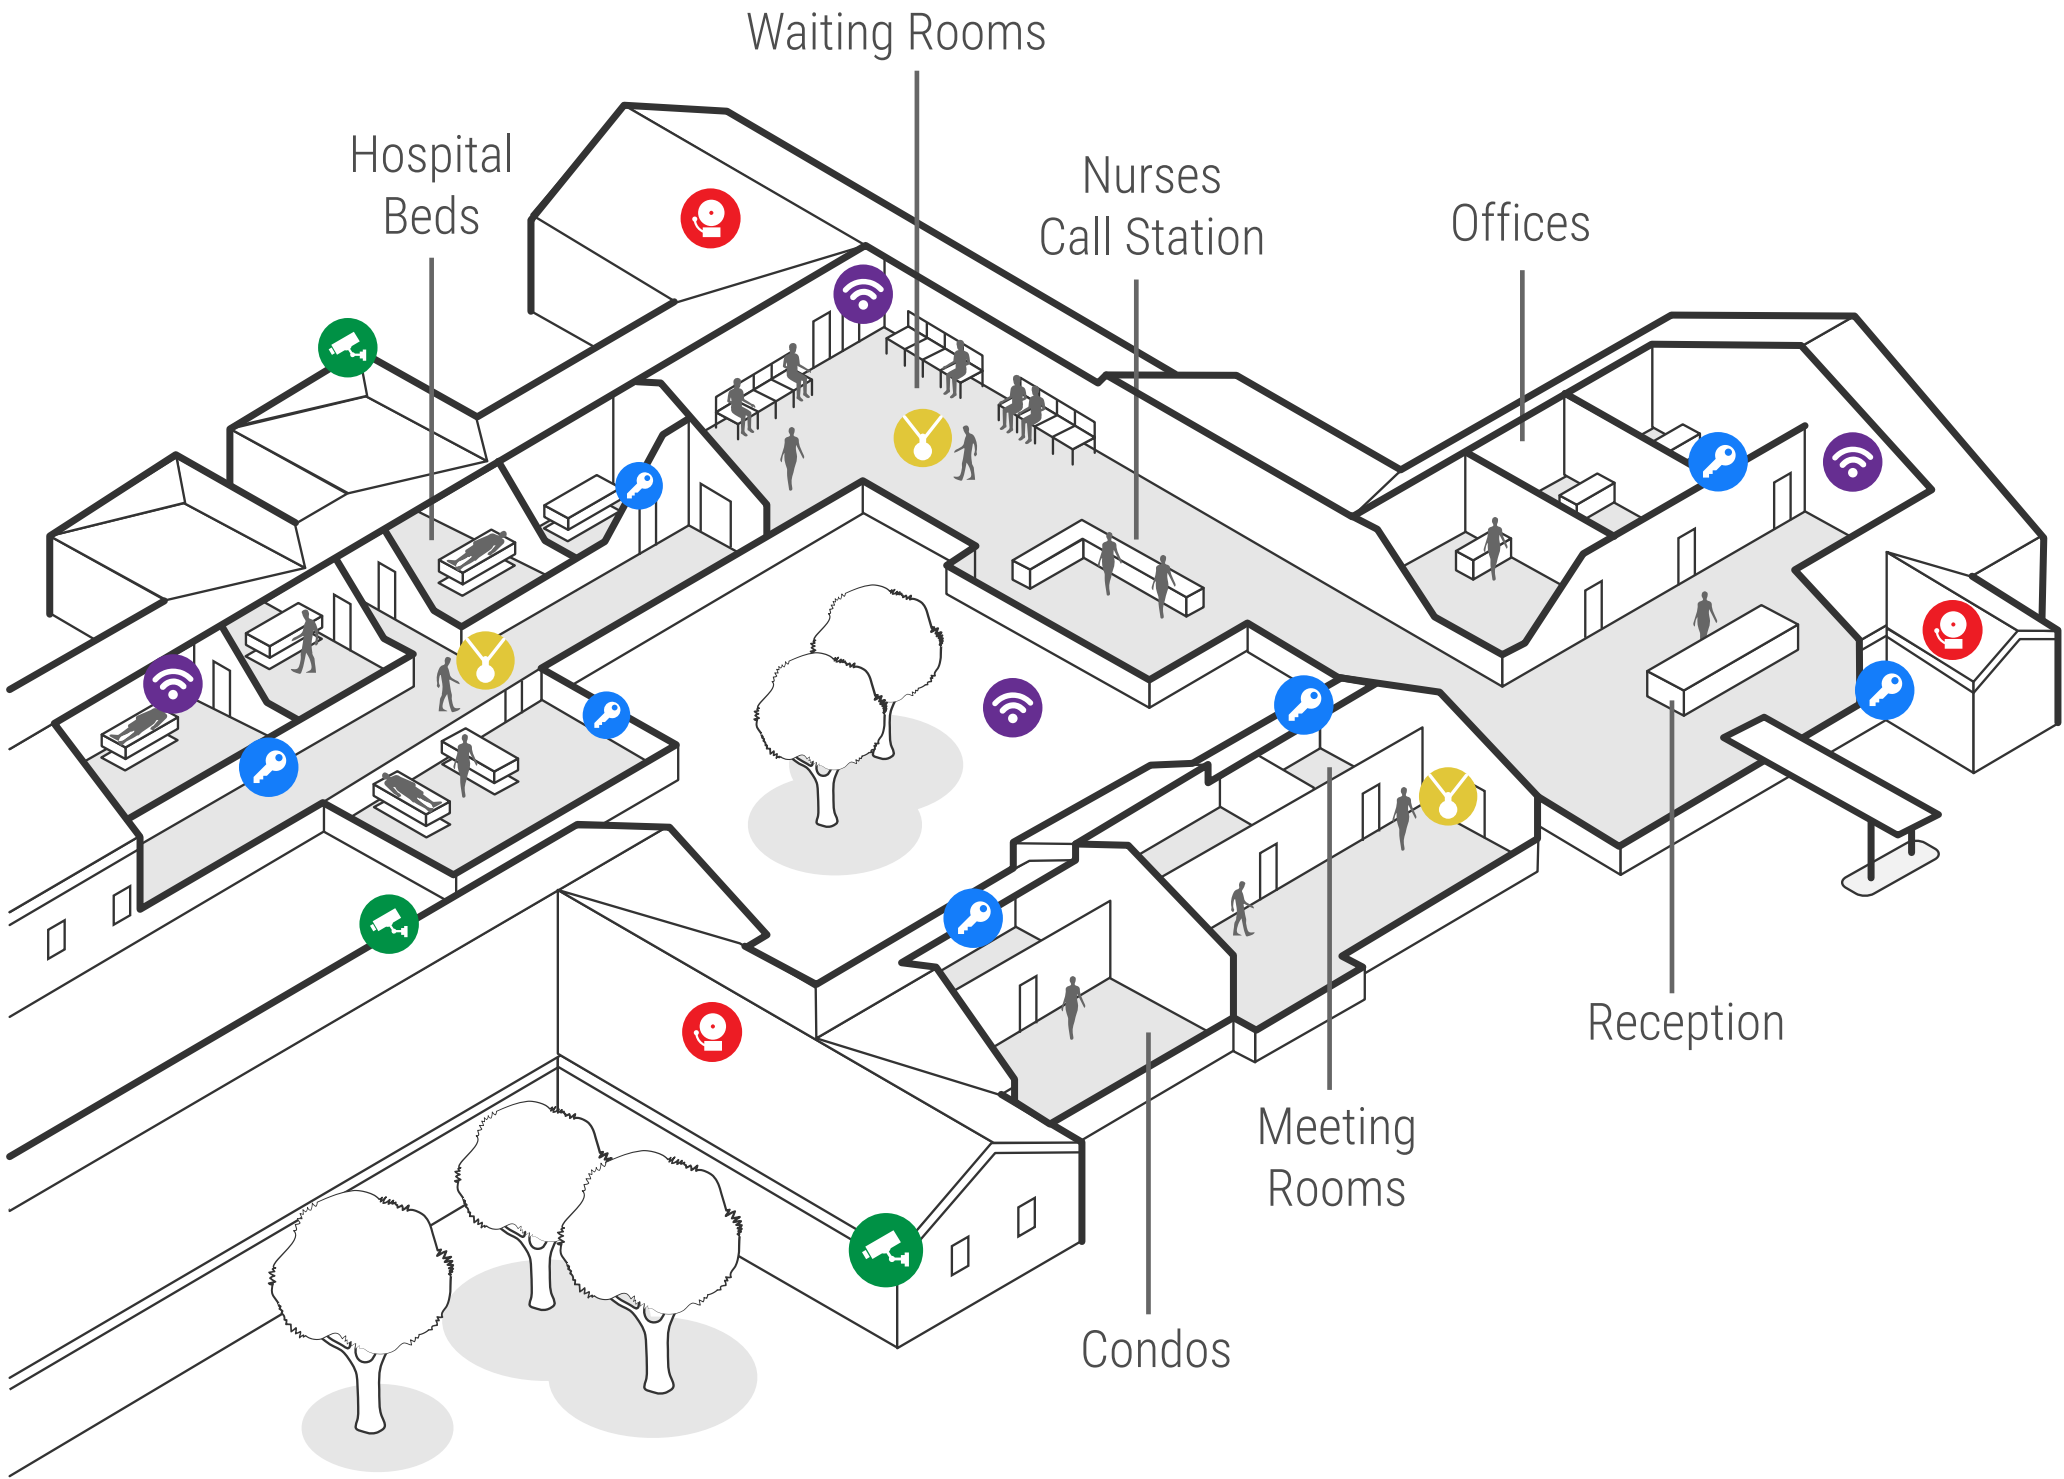 Waiting Rooms
Hospital
Beds
Nurses
Call Station
Offices
Reception
Meeting
Rooms
Condos